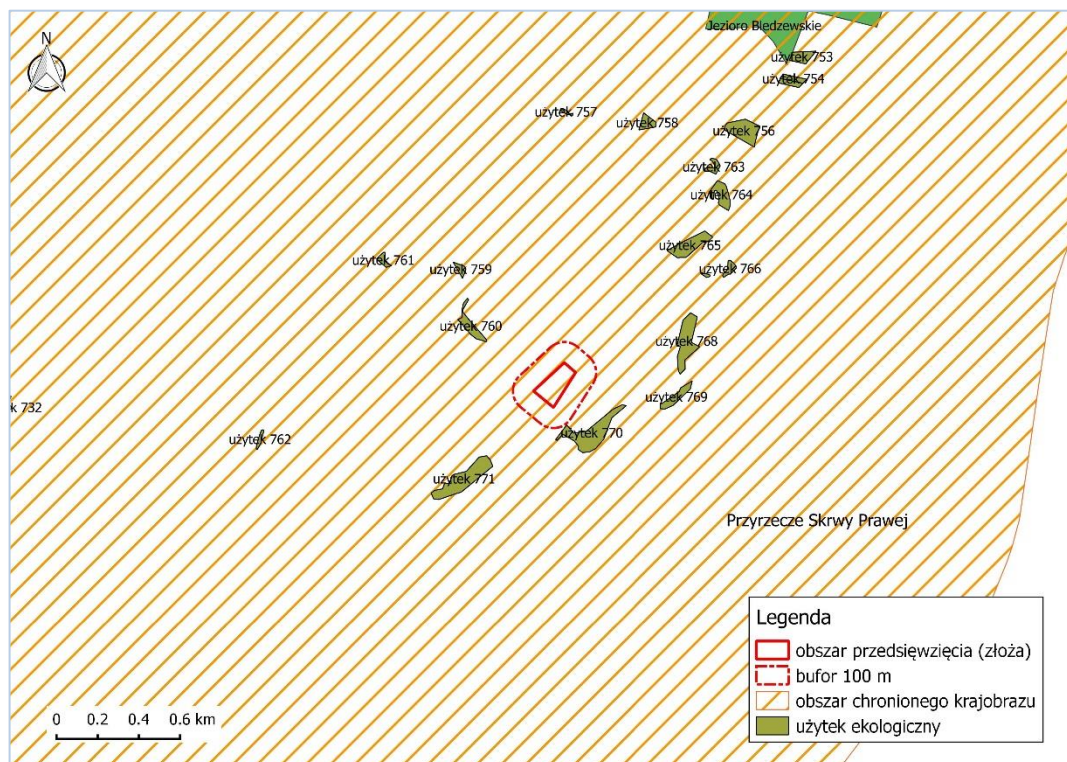 N
Jezioro Bledzewskie
użytek 753
użytek 754
użytek 757
użytek 758
użytek 756
użytek 763
użytek 764
użytek 765
użytek 761
użytek 759
użytek 766
użytek 760
użytek 768
użytek 769
k 732
użytek 762
użytek 770
użytek 771
Przyrzecze Skrwy Prawej
Legenda
obszar przedsięwzięcia (złoża)
bufor 100 m
obszar chronionego krajobrazu
użytek ekologiczny
0 0.2 0.4 0.6 km